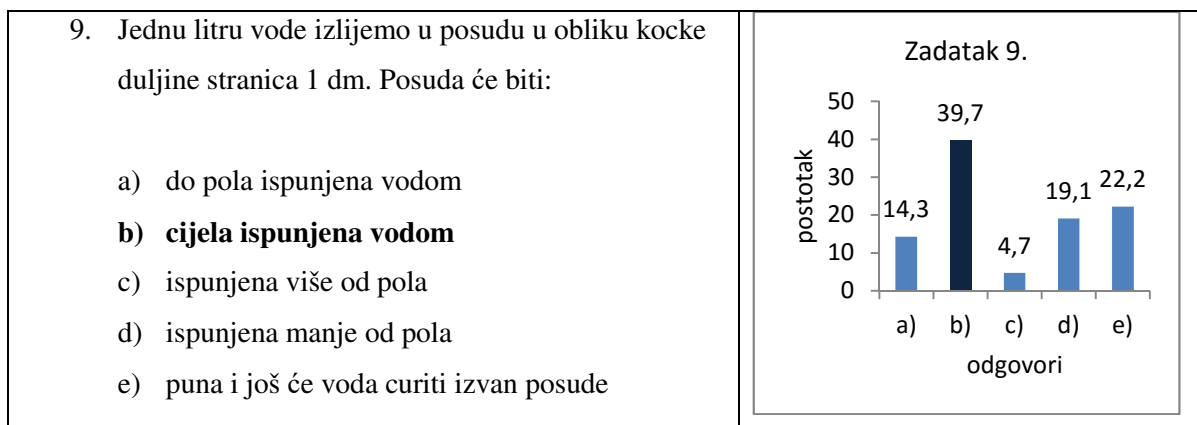 9. Jednu litru vode izlijemo u posudu u obliku kocke
duljine stranica 1 dm. Posuda će biti:
a) do pola ispunjena vodom
b) cijela ispunjena vodom
c) ispunjena više od pola
d) ispunjena manje od pola
e) puna i još će voda curiti izvan posude
Zadatak 9.
postotak
50
40
30
20
10
0
14,3
39,7
4,7
19,1
22,2
a) b) c) d) e)
odgovori